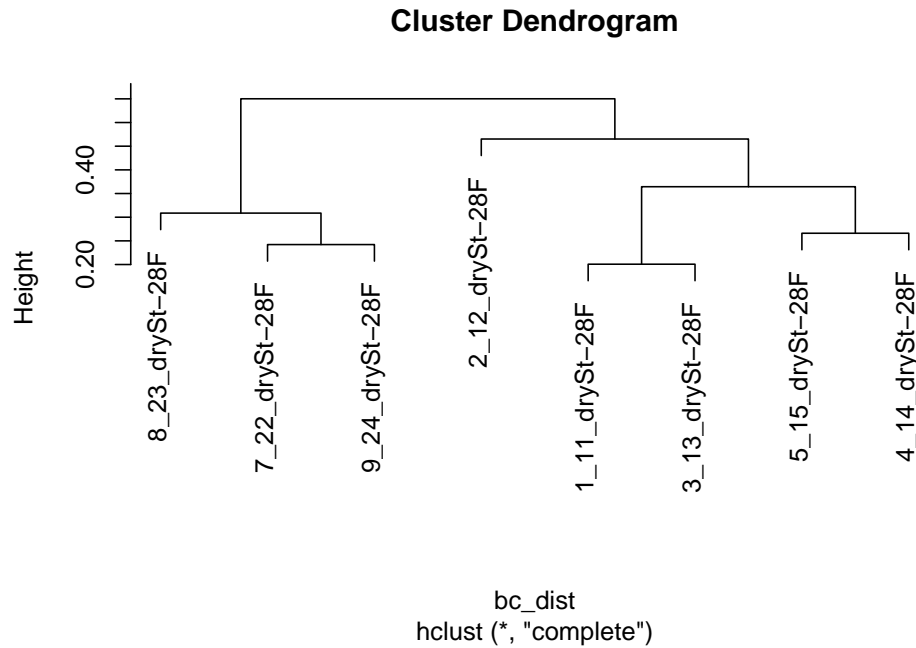 Cluster Dendrogram
Height
0.20
0.40
8_23_drySt−28F
7_22_drySt−28F
9_24_drySt−28F
2_12_drySt−28F
1_11_drySt−28F
3_13_drySt−28F
5_15_drySt−28F
4_14_drySt−28F
bc_dist
hclust (*, "complete")